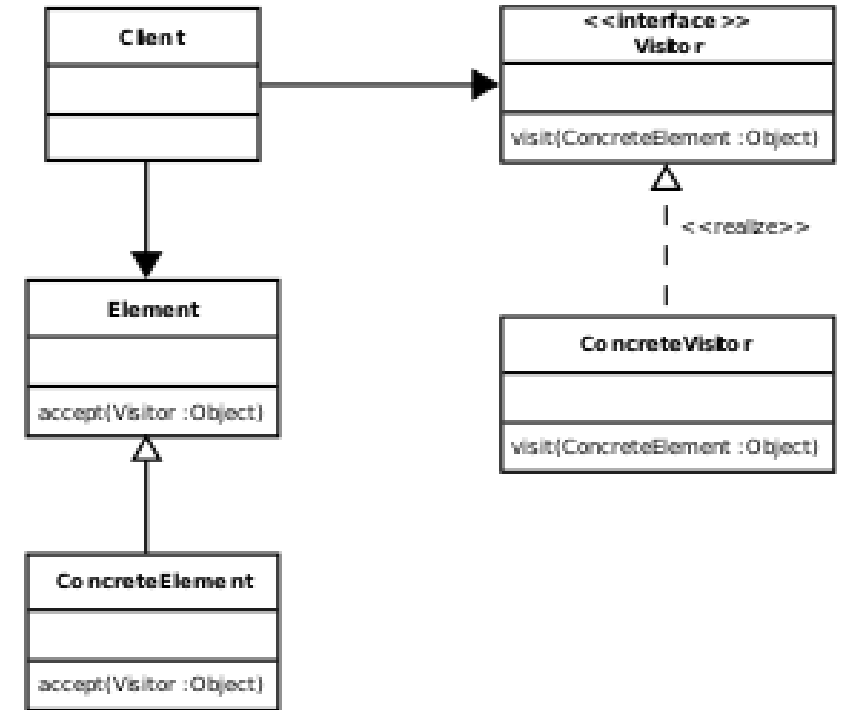 Client
<<interface >>
Visitor
visit(ConcreteElement :Object)
<<realize>>
Element
accept(Visitor :Object)
ConcreteVisitor
visit(ConcreteElement :Object)
ConcreteElement
accept(Visitor :Object)